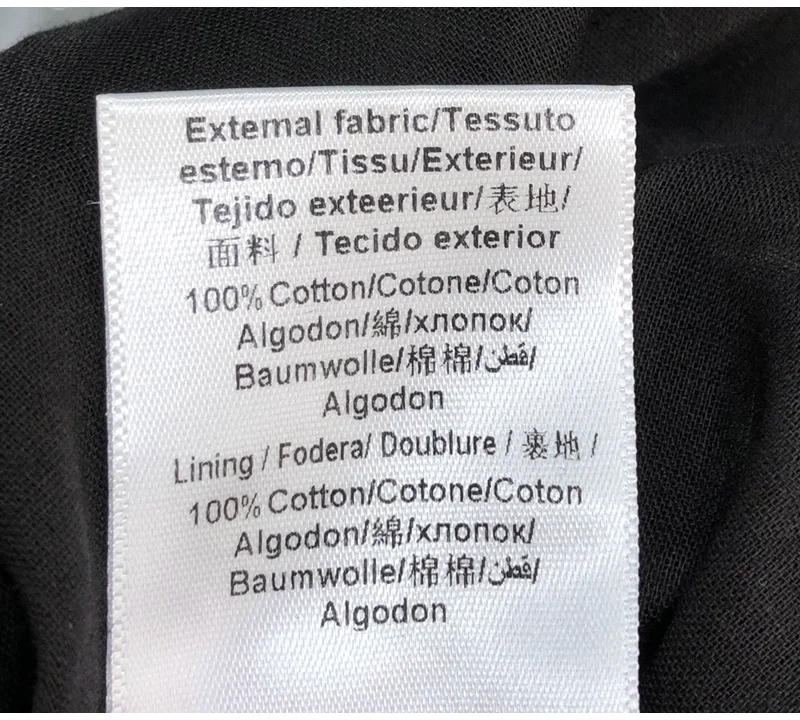 External fabric/Tessuto
esterno/Tissu/Exterieur/
Tejido exteerieur/表地/
面料 / Tecido exterior
100% Cotton/Cotone/Coton
Algodon/綿/хлопок/
Baumwolle/棉棉/قطن/
Algodon
Lining / Fodera/ Doublure / 裏地 /
100% Cotton/Cotone/Coton
Algodon/綿/хлопок/
Baumwolle/棉棉/قطن/
Algodon